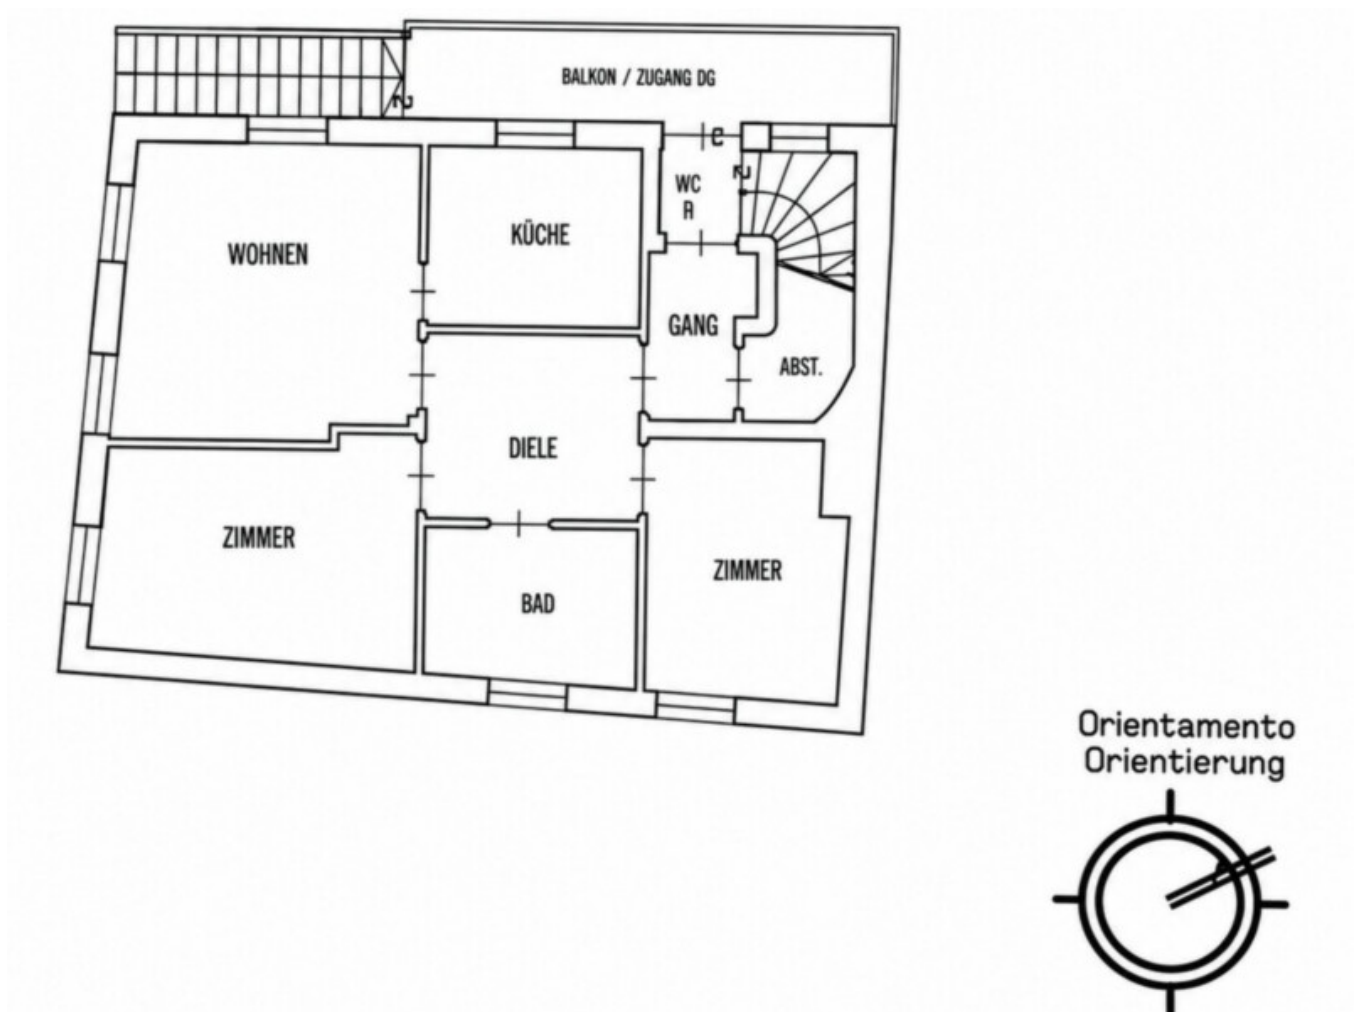 BALKON / ZUGANG DG
WC
R
KÜCHE
WOHNEN
GANG
ABST.
DIELE
ZIMMER
ZIMMER
BAD
Orientamento
Orientierung